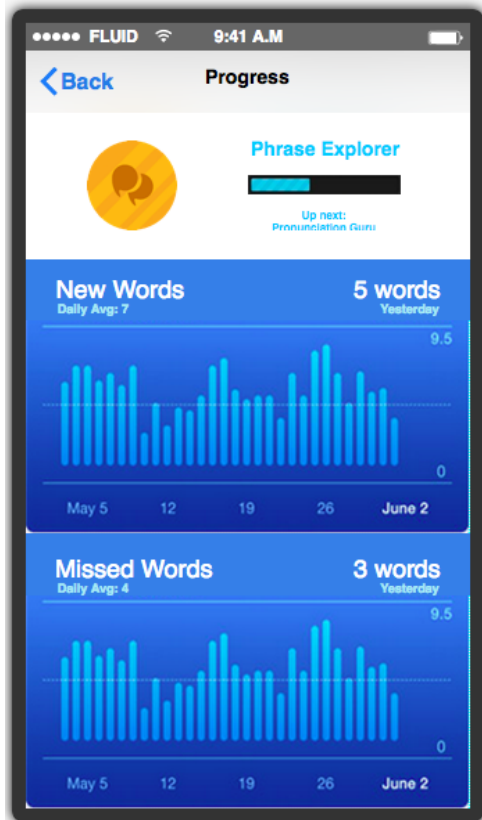 FLUID 9:41 A.M
Back Progress
Phrase Explorer
Up next:
Pronunciation Guru
New Words 5 words
Daily Avg: 7 Yesterday
9.5
0
May 5 12 19 26 June 2
Missed Words 3 words
Daily Avg: 4 Yesterday
9.5
0
May 5 12 19 26 June 2